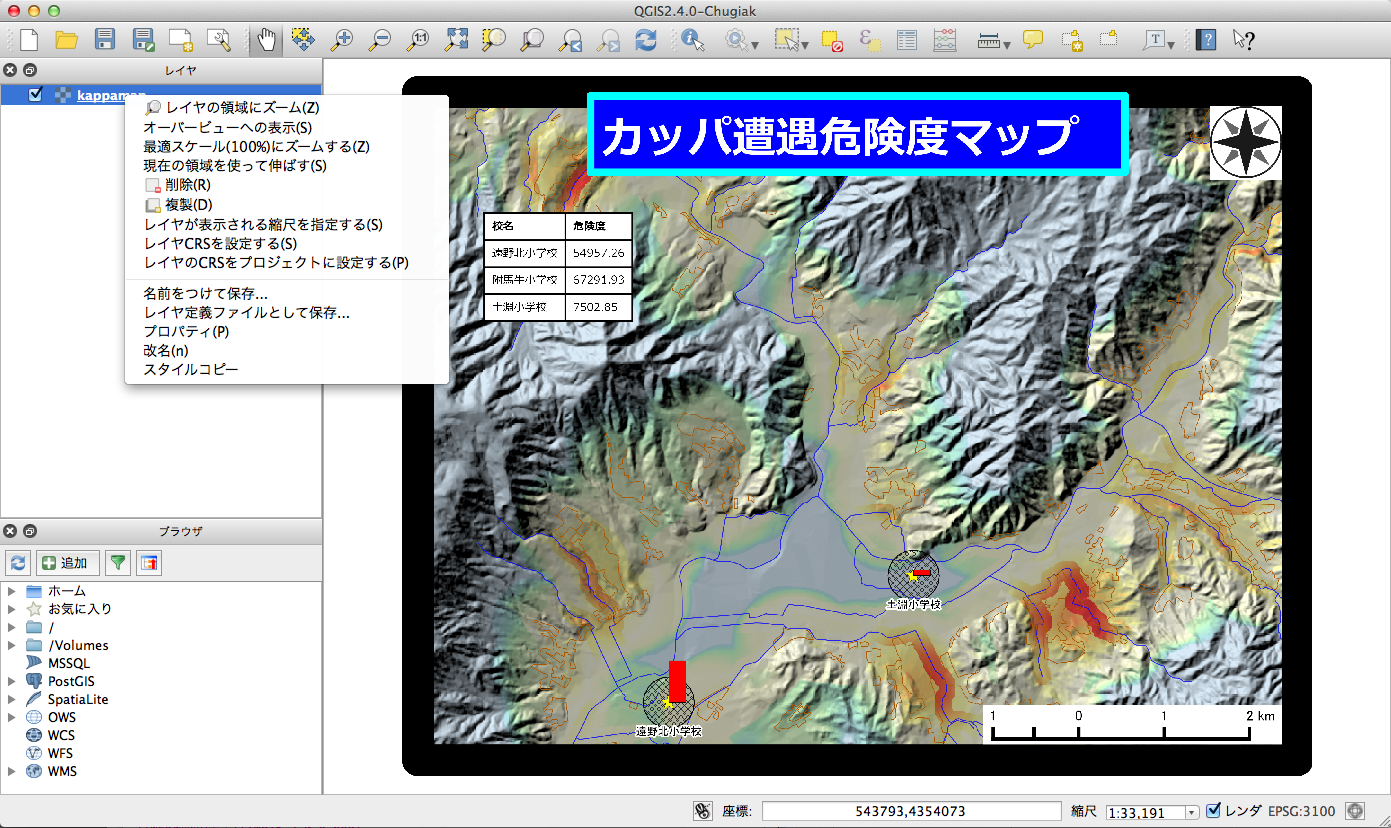 QGIS2.4.0-Chugiak
1:1
T
レイヤ
kappamap
レイヤの領域にズーム(Z)
オーバービューへの表示(S)
最適スケール(100%)にズームする(Z)
現在の領域を使って伸ばす(S)
削除(R)
複製(D)
レイヤが表示される縮尺を指定する(S)
レイヤCRSを設定する(S)
レイヤのCRSをプロジェクトに設定する(P)
名前をつけて保存...
レイヤ定義ファイルとして保存...
プロパティ(P)
改名(n)
スタイルコピー
カッパ遭遇危険度マップ
校名 危険度
遠野北小学校 54957.26
附馬牛小学校 67291.93
土淵小学校 7502.85
土淵小学校
遠野北小学校
1 0 1 2 km
ブラウザ
追加
ホーム
お気に入り
/
/Volumes
MSSQL
PostGIS
SpatiaLite
OWS
WCS
WFS
WMS
座標: 543793,4354073 縮尺 1:33,191 レンダ EPSG:3100